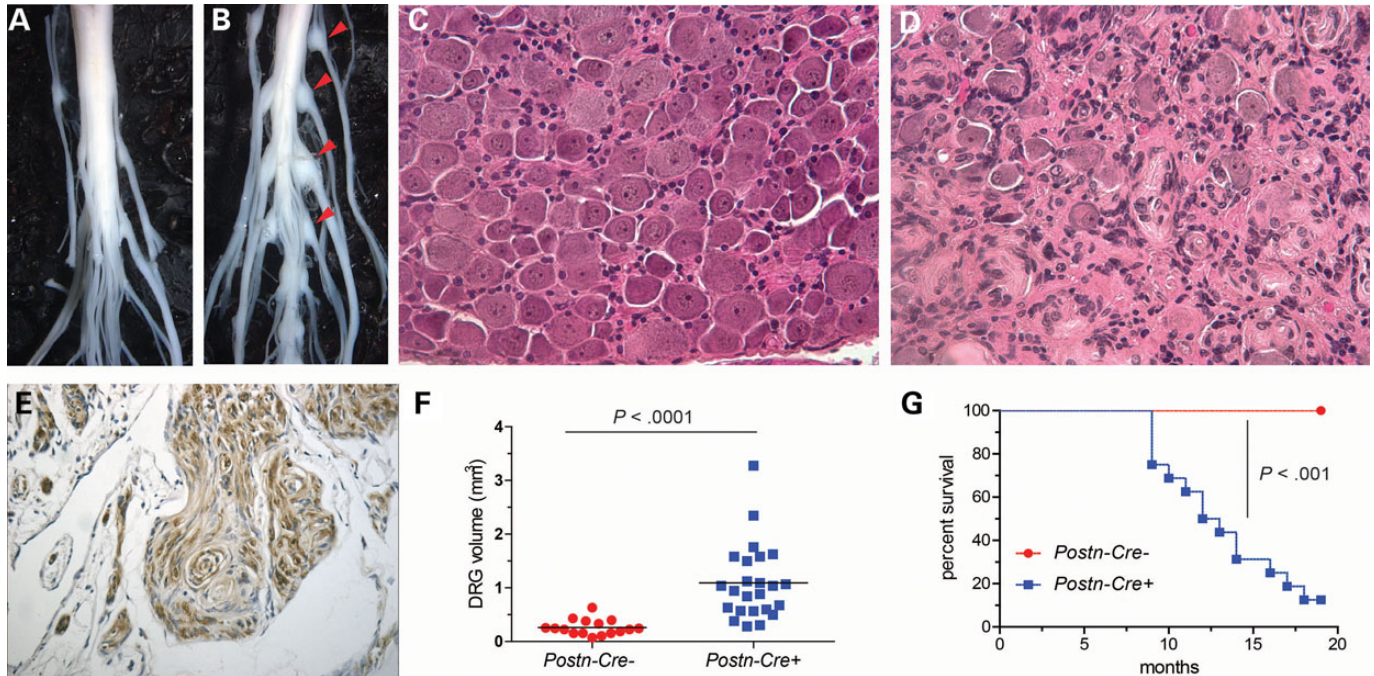 A
B
C
D
E
F
P < .0001
DRG volume (mm³)
4
3
2
1
0
Postn-Cre-
Postn-Cre+
G
percent survival
100
80
60
40
20
0
P < .001
Postn-Cre-
Postn-Cre+
0
5
10
15
20
months